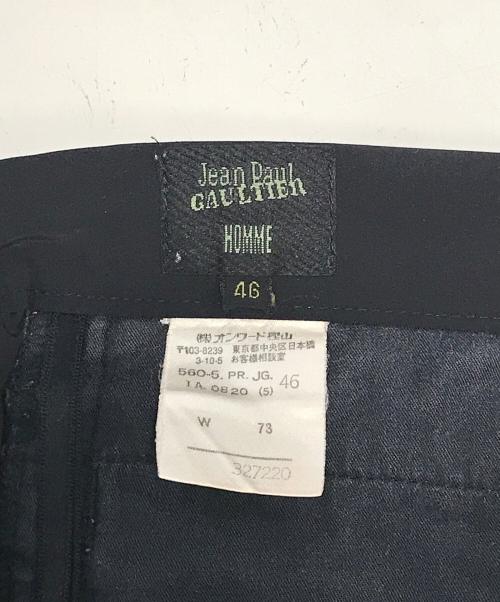 Jean Paul
GAULTIER
HOMME
46
(株)オンワード樫山
〒103-8239 東京都中央区日本橋
3-10-5 お客様相談室
560-5. PR. JG. 46
1A. 0820 (5)
W 73
327220